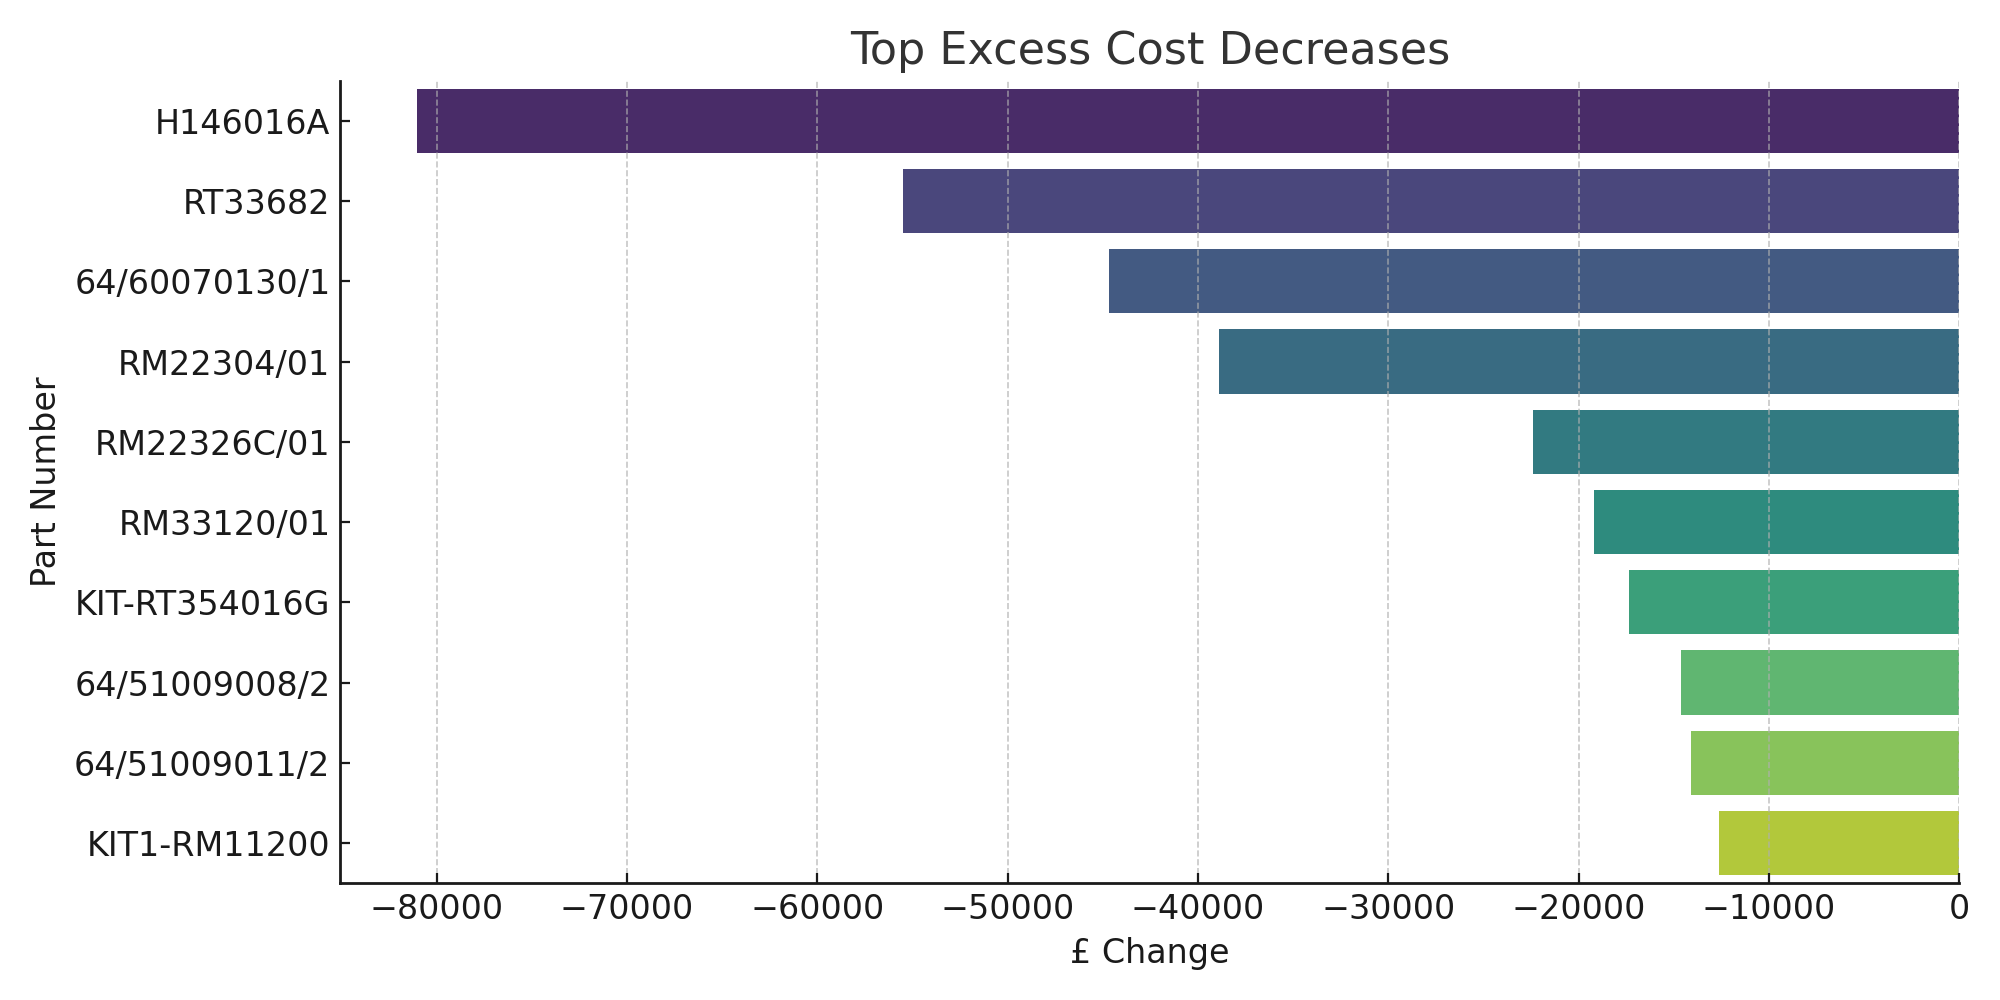 Top Excess Cost Decreases
Part Number
H146016A
RT33682
64/60070130/1
RM22304/01
RM22326C/01
RM33120/01
KIT-RT354016G
64/51009008/2
64/51009011/2
KIT1-RM11200
−80000 −70000 −60000 −50000 −40000 −30000 −20000 −10000 0
£ Change